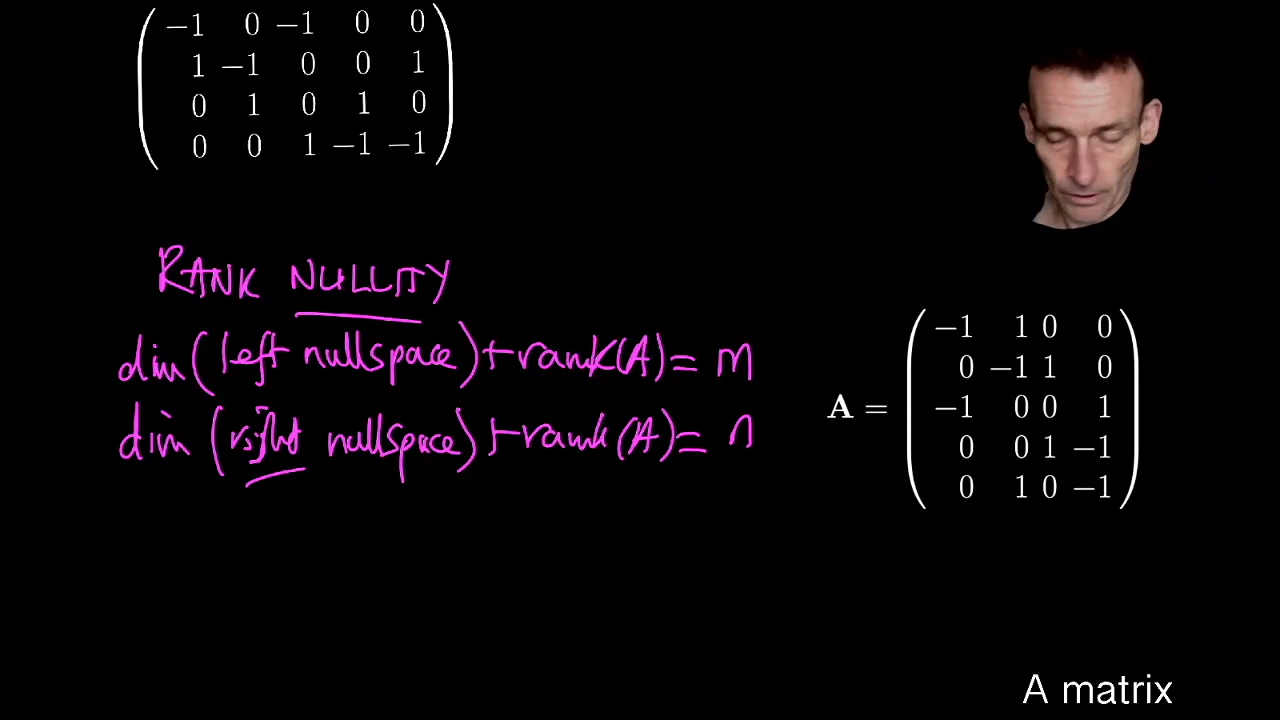 −1 0 −1 0 0
1 −1 0 0 1
0 1 0 1 0
0 0 1 −1 −1
RANK NULLITY
dim(left nullspace)+rank(A)= m
dim (right nullspace)+rank(A)= n
A =
−1 1 0 0
0 −1 1 0
−1 0 0 1
0 0 1 −1
0 1 0 −1
A matrix